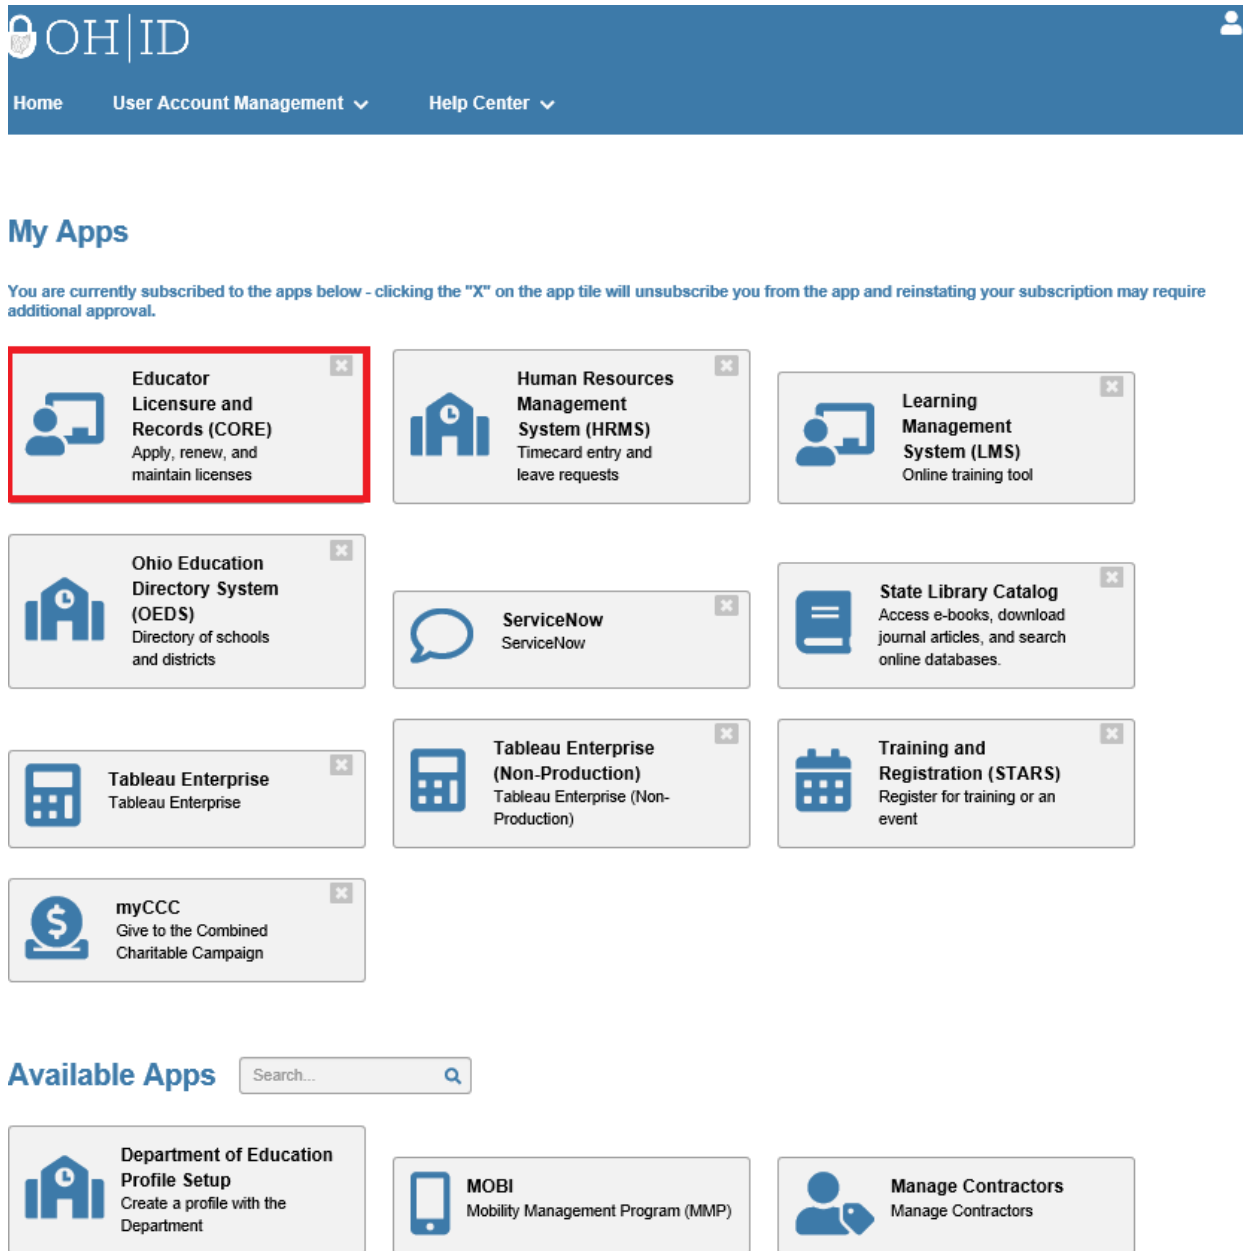 OH|ID
Home User Account Management Help Center
My Apps
You are currently subscribed to the apps below - clicking the "X" on the app tile will unsubscribe you from the app and reinstating your subscription may require
additional approval.
Educator
Licensure and
Records (CORE)
Apply, renew, and
maintain licenses
Human Resources
Management
System (HRMS)
Timecard entry and
leave requests
Learning
Management
System (LMS)
Online training tool
Ohio Education
Directory System
(OEDS)
Directory of schools
and districts
ServiceNow
ServiceNow
State Library Catalog
Access e-books, download
journal articles, and search
online databases.
Tableau Enterprise
Tableau Enterprise
Tableau Enterprise
(Non-Production)
Tableau Enterprise (Non-
Production)
Training and
Registration (STARS)
Register for training or an
event
myCCC
Give to the Combined
Charitable Campaign
Available Apps
Search...
Department of Education
Profile Setup
Create a profile with the
Department
MOBI
Mobility Management Program (MMP)
Manage Contractors
Manage Contractors